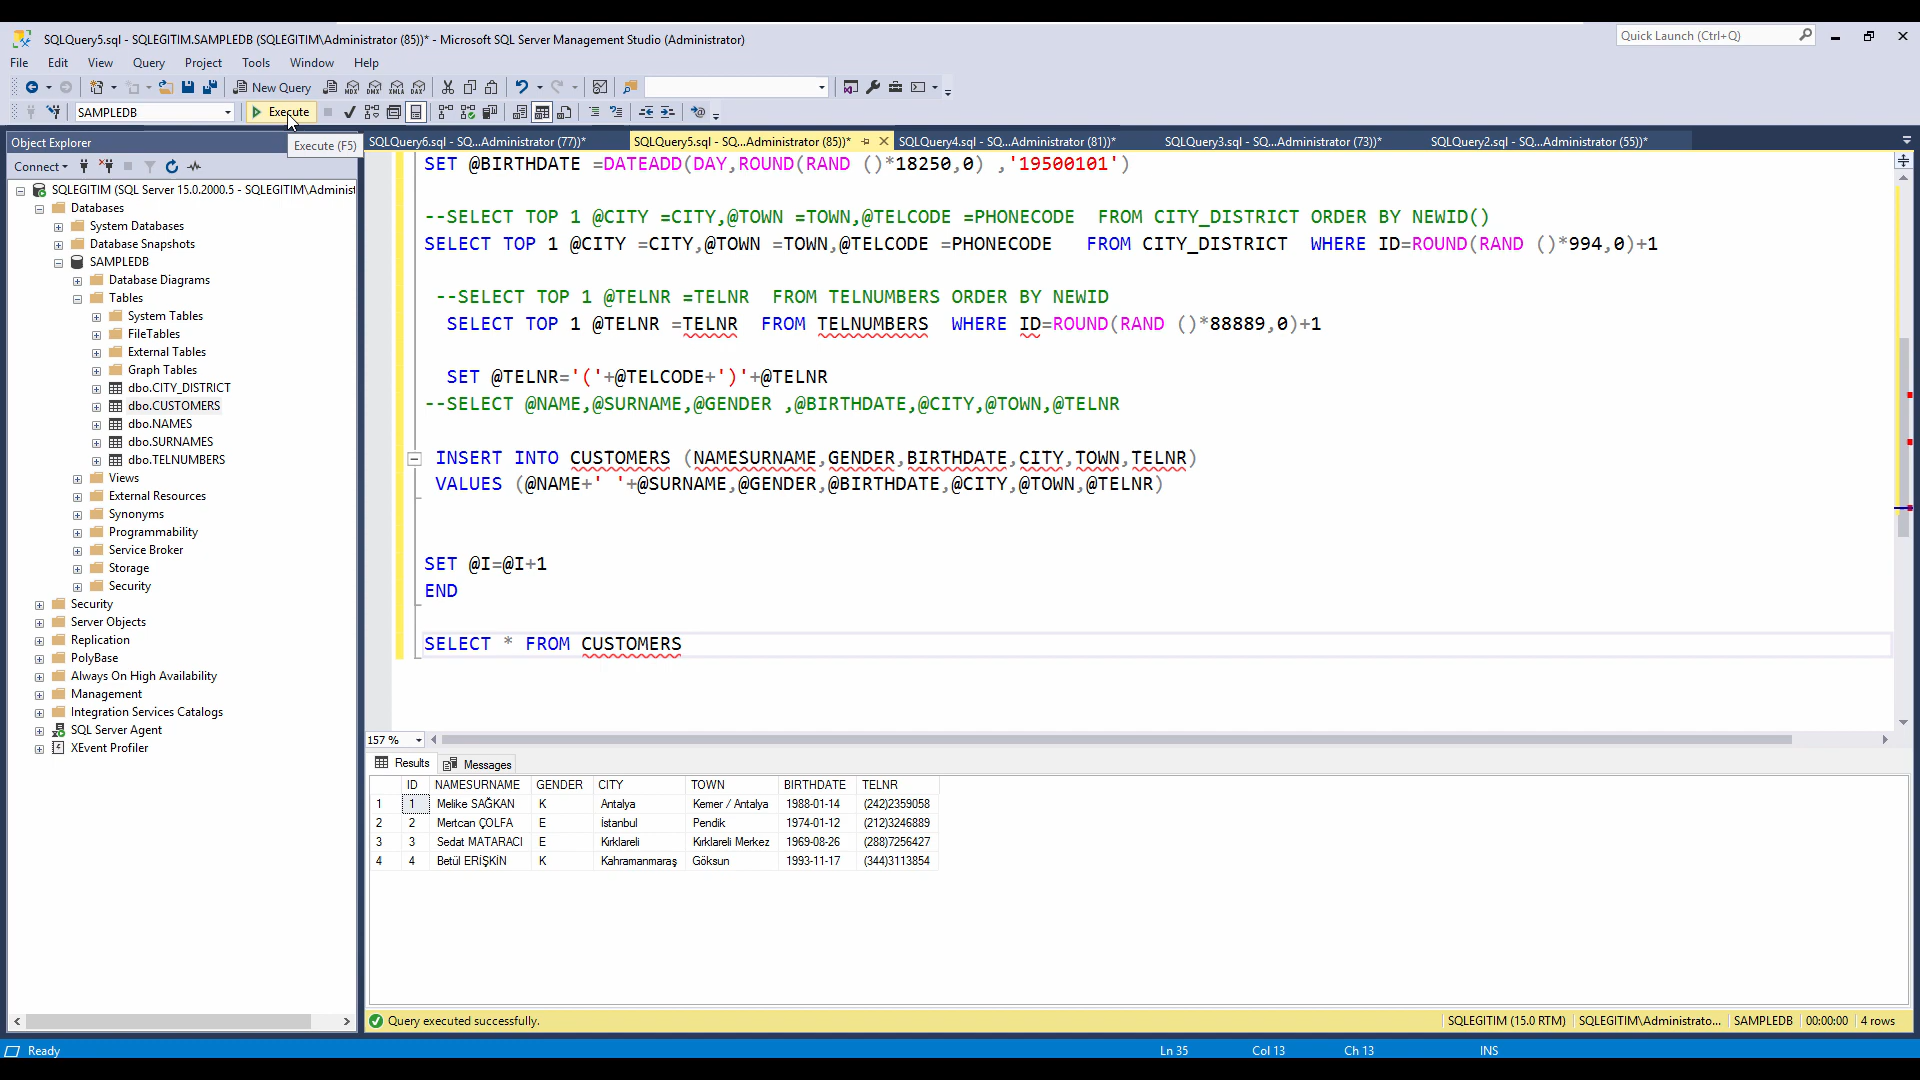 SQLQuery5.sql - SQLEGITIM.SAMPLEDB (SQLEGITIM\Administrator (85))* - Microsoft SQL Server Management Studio (Administrator)
Quick Launch (Ctrl+Q)
File Edit View Query Project Tools Window Help
New Query
SAMPLEDB
Execute
Execute (F5)
Object Explorer
Connect
SQLEGITIM (SQL Server 15.0.2000.5 - SQLEGITIM\Administ
Databases
System Databases
Database Snapshots
SAMPLEDB
Database Diagrams
Tables
System Tables
FileTables
External Tables
Graph Tables
dbo.CITY_DISTRICT
dbo.CUSTOMERS
dbo.NAMES
dbo.SURNAMES
dbo.TELNUMBERS
Views
External Resources
Synonyms
Programmability
Service Broker
Storage
Security
Security
Server Objects
Replication
PolyBase
Always On High Availability
Management
Integration Services Catalogs
SQL Server Agent
XEvent Profiler
SQLQuery6.sql - SQ...Administrator (77))* SQLQuery5.sql - SQ...Administrator (85))* SQLQuery4.sql - SQ...Administrator (81))* SQLQuery3.sql - SQ...Administrator (73))* SQLQuery2.sql - SQ...Administrator (55))*
SET @BIRTHDATE =DATEADD(DAY,ROUND(RAND ()*18250,0) ,'19500101')
--SELECT TOP 1 @CITY =CITY,@TOWN =TOWN,@TELCODE =PHONECODE FROM CITY_DISTRICT ORDER BY NEWID()
SELECT TOP 1 @CITY =CITY,@TOWN =TOWN,@TELCODE =PHONECODE FROM CITY_DISTRICT WHERE ID=ROUND(RAND ()*994,0)+1
--SELECT TOP 1 @TELNR =TELNR FROM TELNUMBERS ORDER BY NEWID
SELECT TOP 1 @TELNR =TELNR FROM TELNUMBERS WHERE ID=ROUND(RAND ()*88889,0)+1
SET @TELNR='('+@TELCODE+')'+@TELNR
--SELECT @NAME,@SURNAME,@GENDER ,@BIRTHDATE,@CITY,@TOWN,@TELNR
INSERT INTO CUSTOMERS (NAMESURNAME,GENDER,BIRTHDATE,CITY,TOWN,TELNR)
VALUES (@NAME+' '+@SURNAME,@GENDER,@BIRTHDATE,@CITY,@TOWN,@TELNR)
SET @I=@I+1
END
SELECT * FROM CUSTOMERS
157 %
Results Messages
ID NAMESURNAME GENDER CITY TOWN BIRTHDATE TELNR
1 1 Melike SAĞKAN K Antalya Kemer / Antalya 1988-01-14 (242)2359058
2 2 Mertcan ÇOLFA E İstanbul Pendik 1974-01-12 (212)3246889
3 3 Sedat MATARACI E Kırklareli Kırklareli Merkez 1969-08-26 (288)7256427
4 4 Betül ERİŞKİN K Kahramanmaraş Göksun 1993-11-17 (344)3113854
Query executed successfully. SQLEGITIM (15.0 RTM) SQLEGITIM\Administrato... SAMPLEDB 00:00:00 4 rows
Ready Ln 35 Col 13 Ch 13 INS